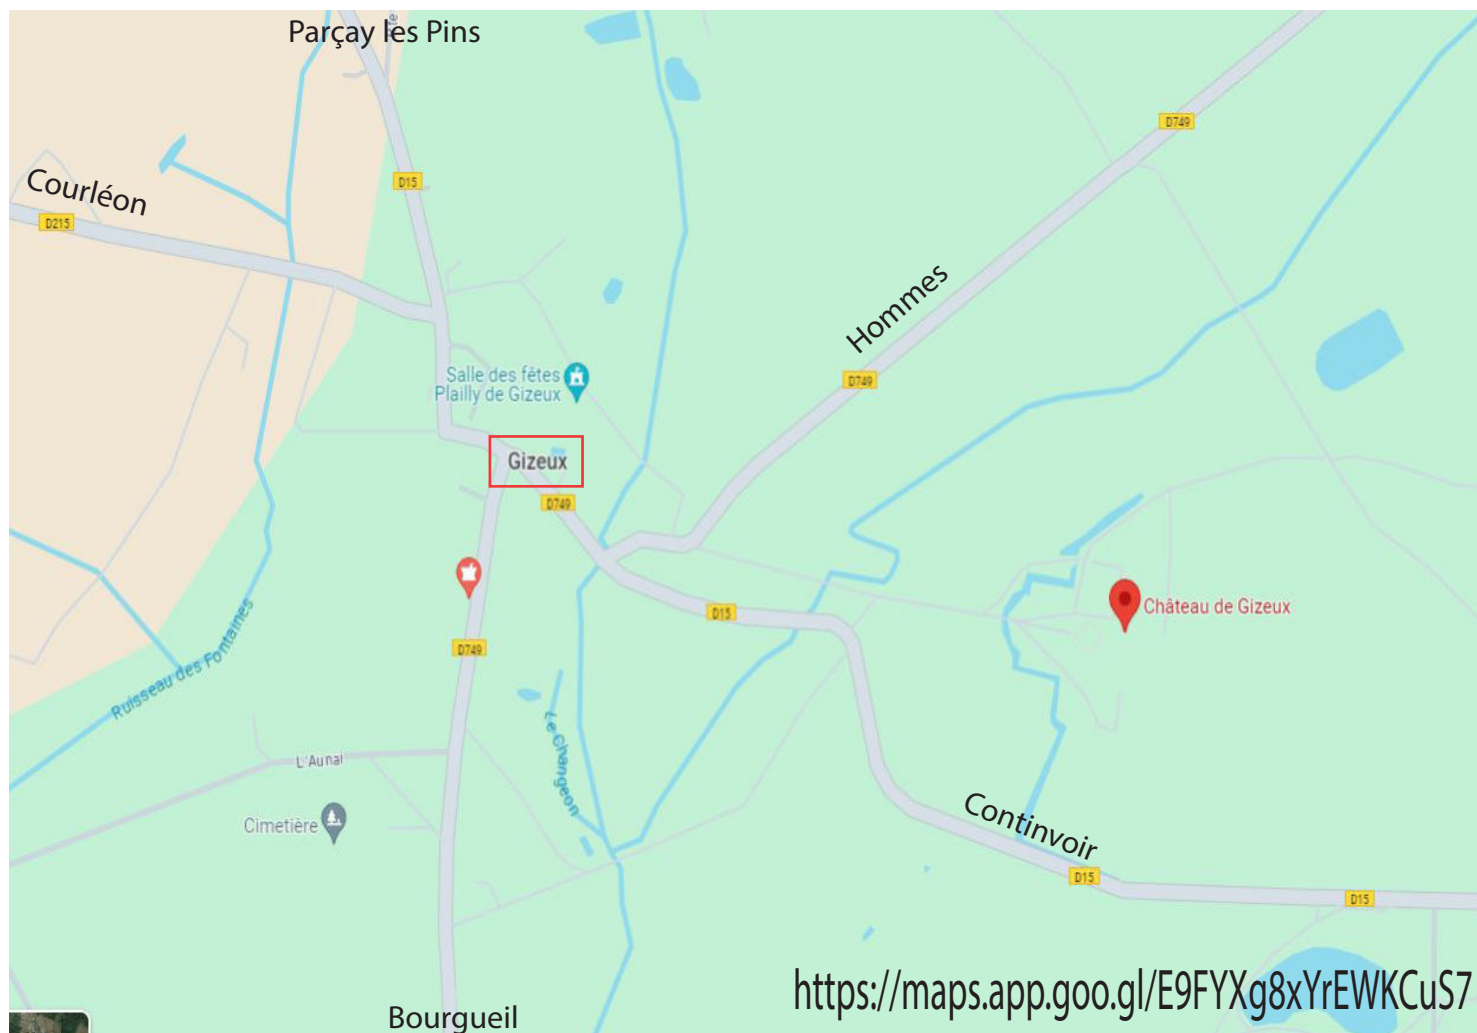 Parçay les Pins
D749
Courléon
D15
D215
Hommes
Salle des fêtes
Plailly de Gizeux
D749
Gizeux
D749
Château de Gizeux
D15
D749
Ruisseau des Fontaines
Le Changeon
L'Aunai
Cimetière
Continvoir
D15
D15
https://maps.app.goo.gl/E9FYXg8xYrEWKCuS7
Bourgueil